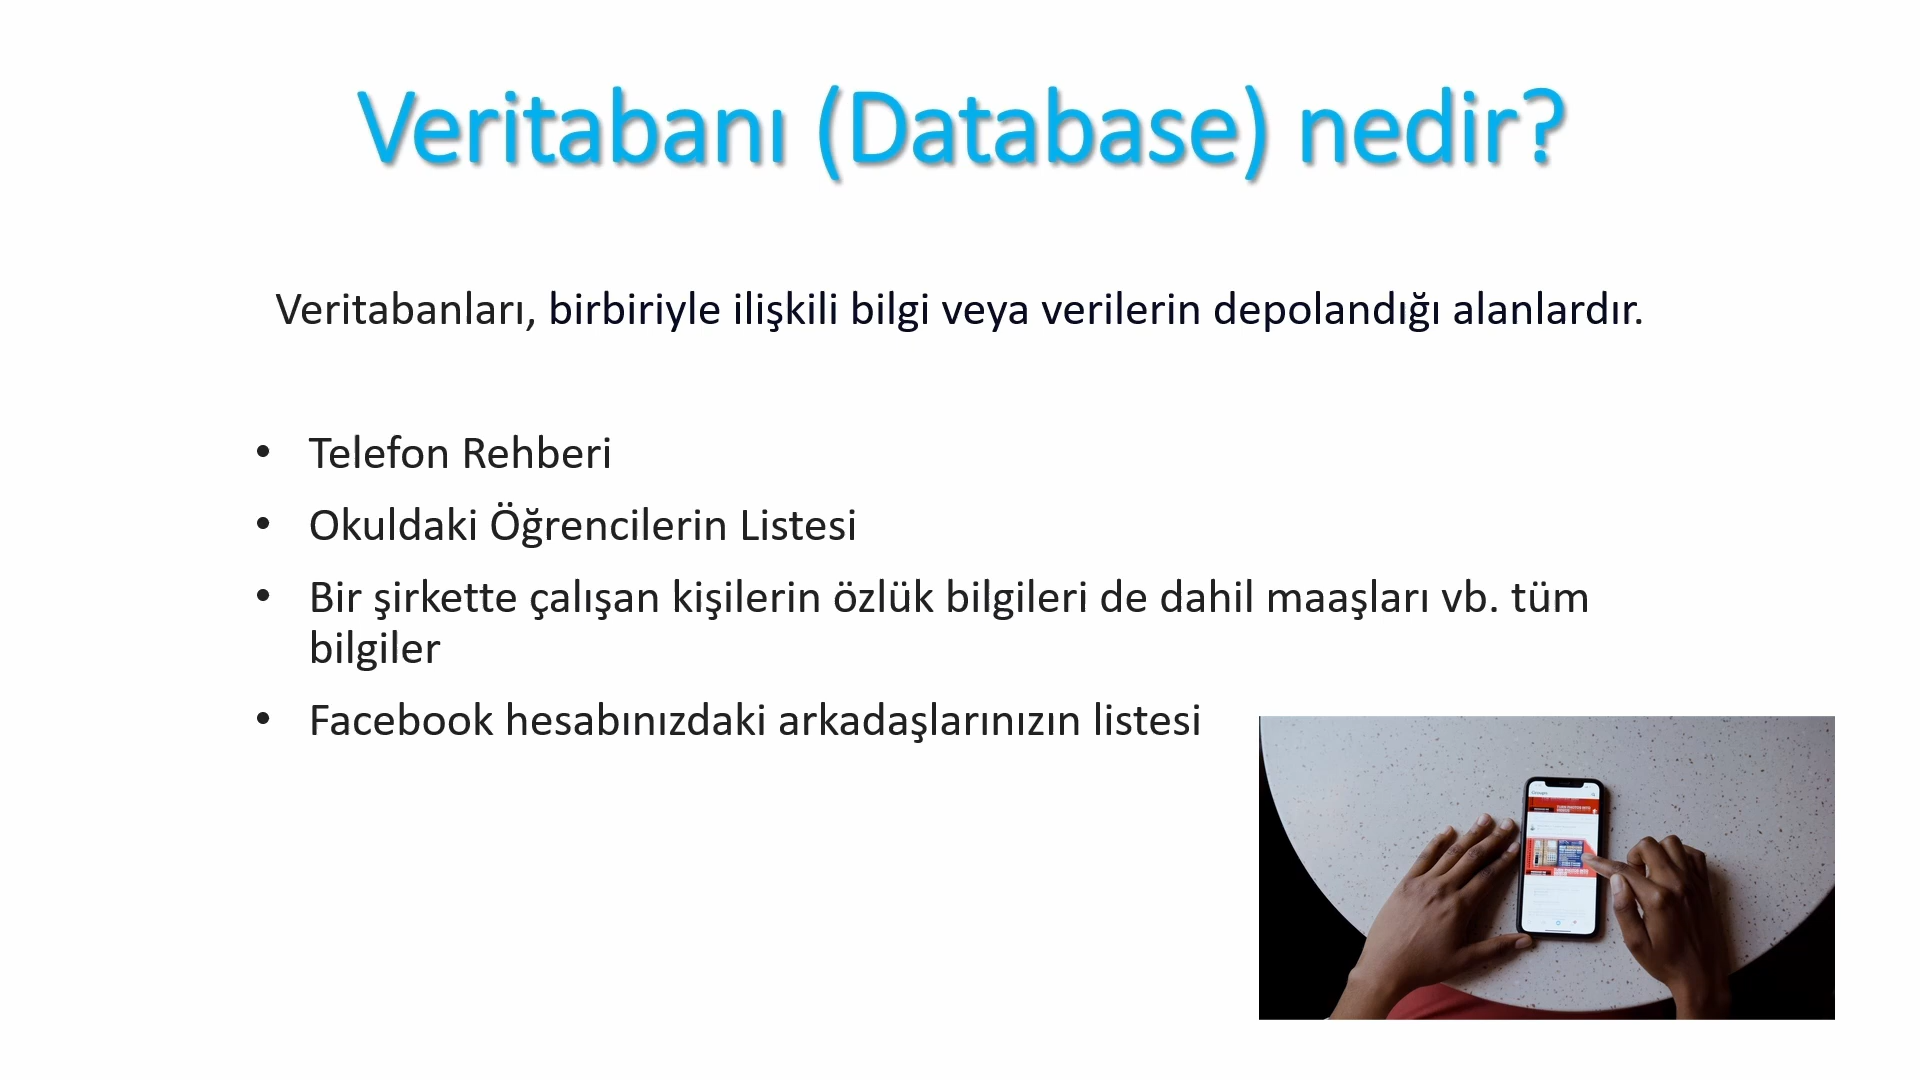 Veritabanı (Database) nedir?
Veritabanları, birbiriyle ilişkili bilgi veya verilerin depolandığı alanlardır.
• Telefon Rehberi
• Okuldaki Öğrencilerin Listesi
• Bir şirkette çalışan kişilerin özlük bilgileri de dahil maaşları vb. tüm
bilgiler
• Facebook hesabınızdaki arkadaşlarınızın listesi